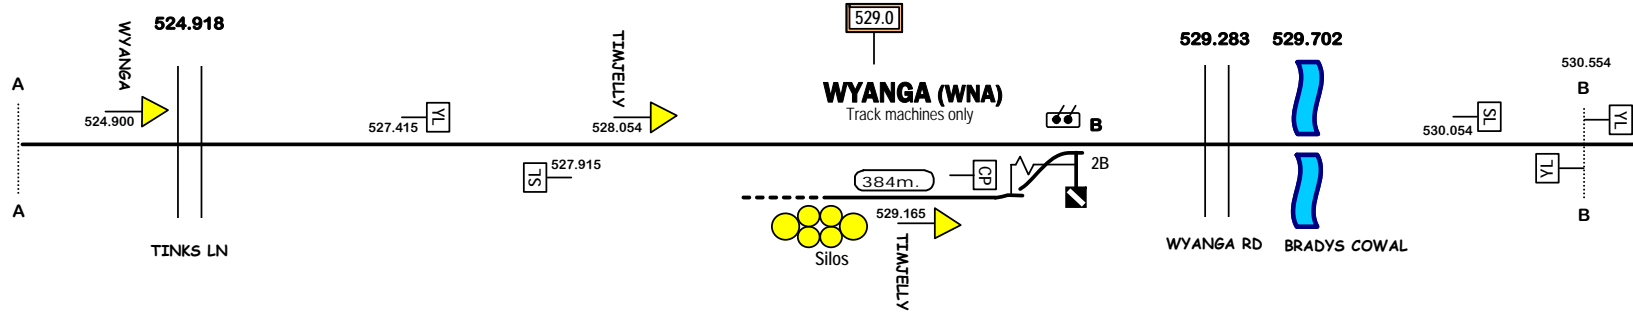 529.0
524.918
WYANGA
A
524.900
YL
527.415
TIMJELLY
528.054
WYANGA (WNA)
Track machines only
B
529.283
529.702
530.554
B
SL
530.054
YL
SL
527.915
384m.
CP
2B
YL
A
529.165
B
TINKS LN
Silos
TIMJELLY
WYANGA RD
BRADYS COWAL